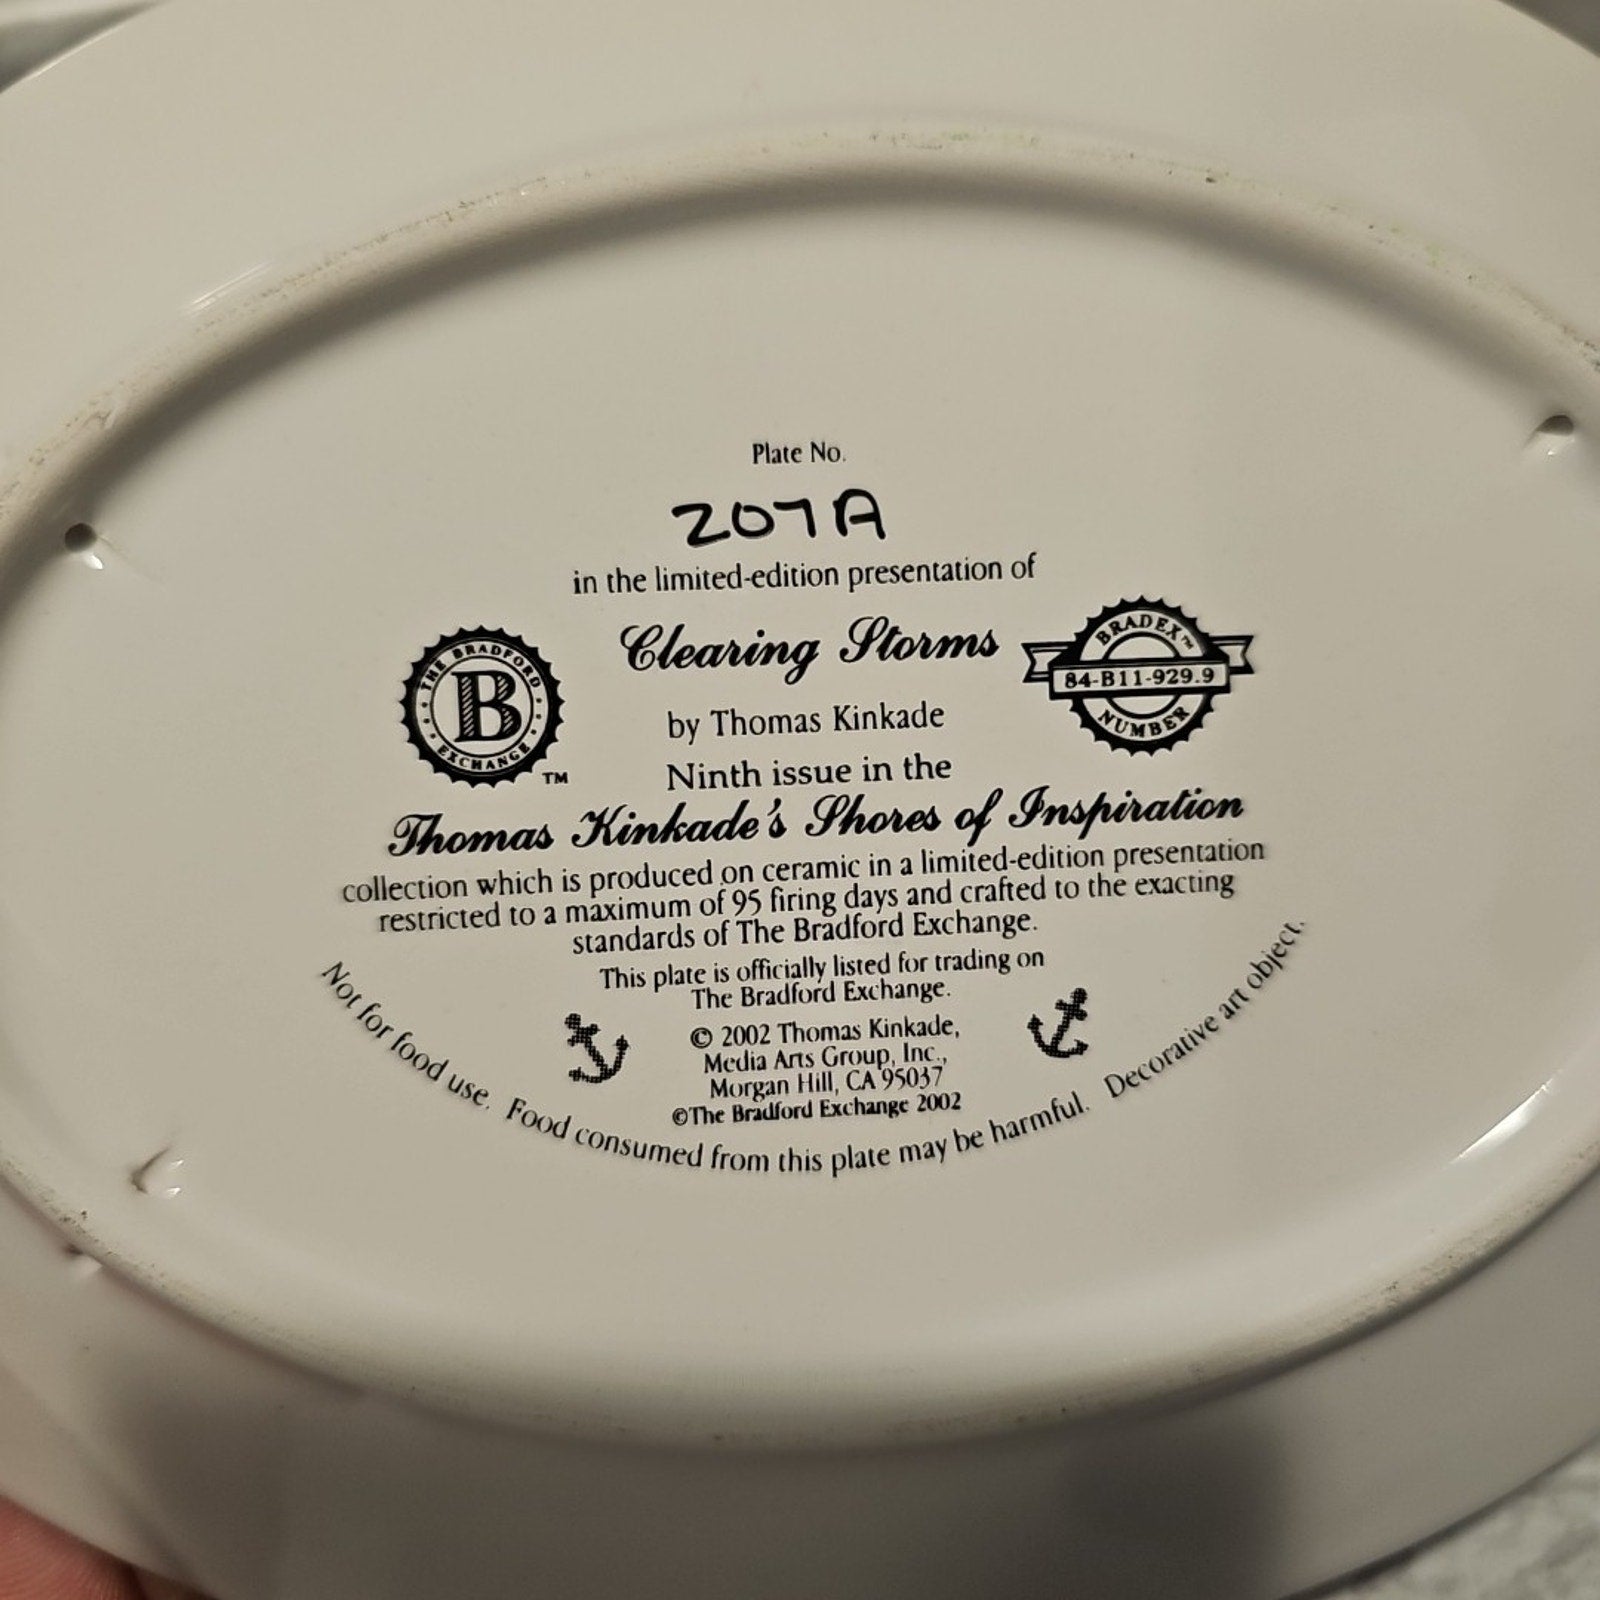 Plate No.
207A
in the limited-edition presentation of
Clearing Storms
by Thomas Kinkade
Ninth issue in the
Thomas Kinkade's Shores of Inspiration
collection which is produced on ceramic in a limited-edition presentation
restricted to a maximum of 95 firing days and crafted to the exacting
standards of The Bradford Exchange.
This plate is officially listed for trading on
The Bradford Exchange.
© 2002 Thomas Kinkade,
Media Arts Group, Inc.,
Morgan Hill, CA 95037
©The Bradford Exchange 2002
Not for food use. Food consumed from this plate may be harmful. Decorative art object.
THE BRADFORD
B
EXCHANGE
TM
BRADEX™
84-B11-929.9
NUMBER